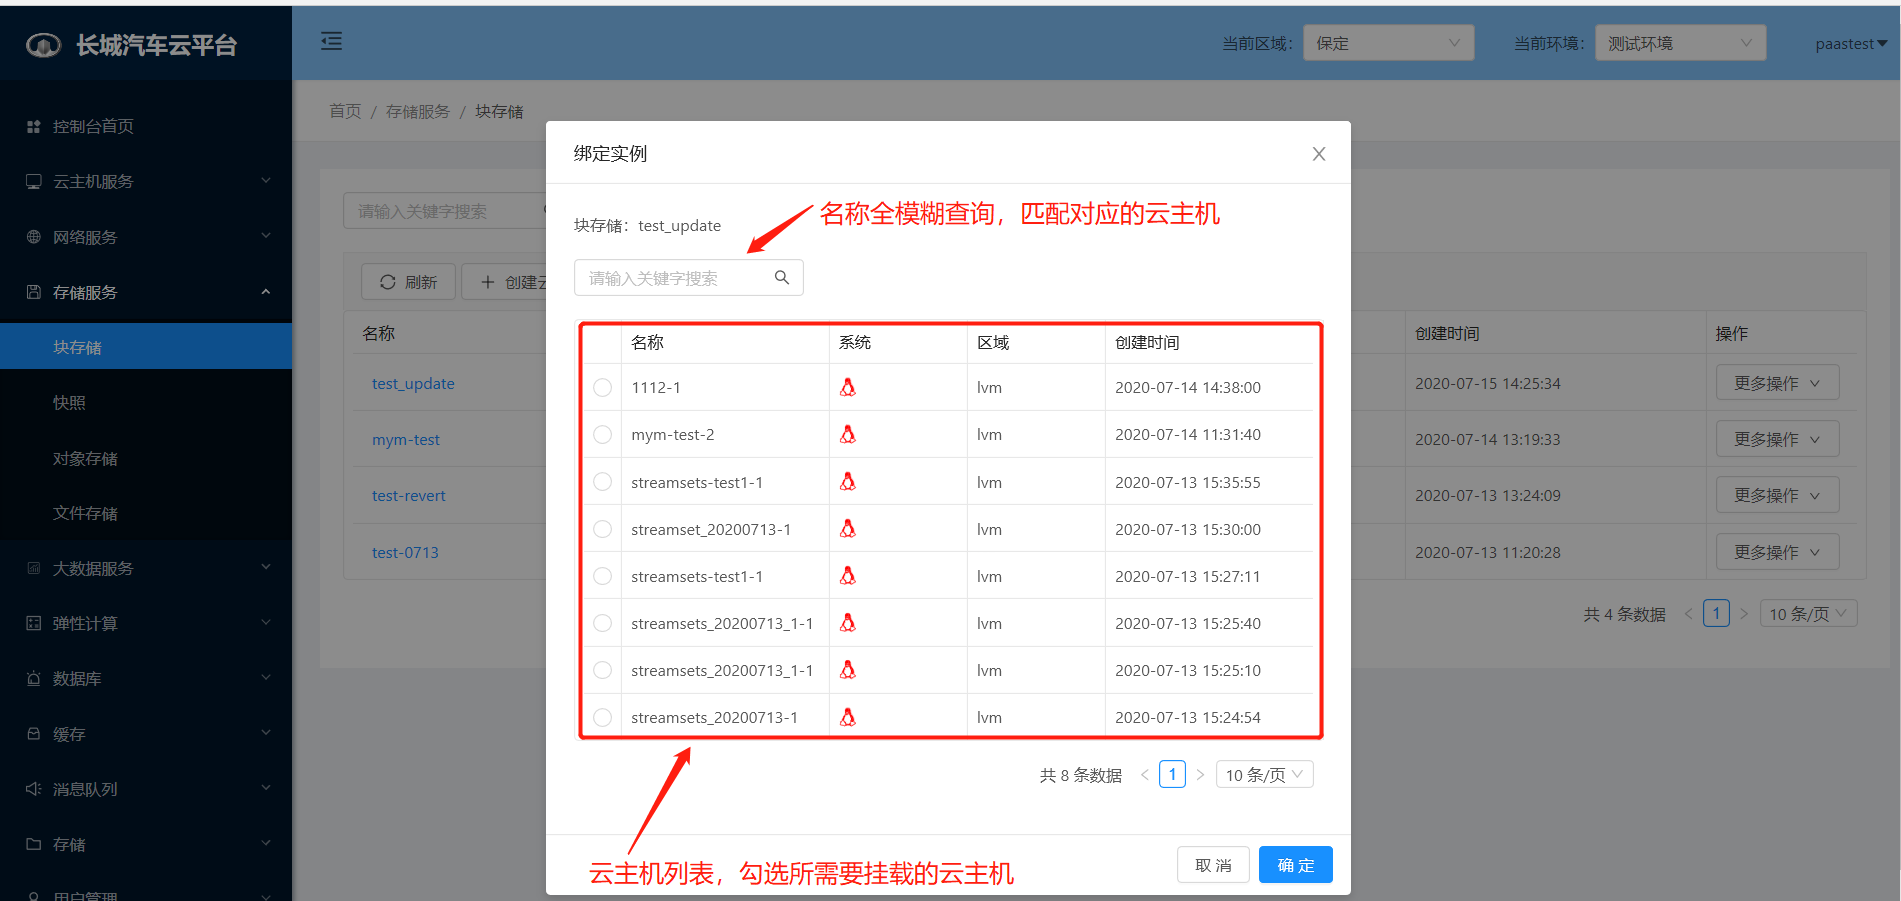 长城汽车云平台
当前区域：
保定
当前环境：
测试环境
paastest
控制台首页
云主机服务
网络服务
存储服务
块存储
快照
对象存储
文件存储
大数据服务
弹性计算
数据库
缓存
消息队列
存储
用户管理
首页 / 存储服务 / 块存储
请输入关键字搜索
刷新
创建云
名称
test_update
mym-test
test-revert
test-0713
绑定实例
块存储：test_update
名称全模糊查询，匹配对应的云主机
请输入关键字搜索
名称 系统 区域 创建时间
1112-1 lvm 2020-07-14 14:38:00
mym-test-2 lvm 2020-07-14 11:31:40
streamsets-test1-1 lvm 2020-07-13 15:35:55
streamset_20200713-1 lvm 2020-07-13 15:30:00
streamsets-test1-1 lvm 2020-07-13 15:27:11
streamsets_20200713_1-1 lvm 2020-07-13 15:25:40
streamsets_20200713_1-1 lvm 2020-07-13 15:25:10
streamsets_20200713-1 lvm 2020-07-13 15:24:54
共 8 条数据 < 1 > 10 条/页
云主机列表，勾选所需要挂载的云主机
取 消
确 定
创建时间 操作
2020-07-15 14:25:34 更多操作
2020-07-14 13:19:33 更多操作
2020-07-13 13:24:09 更多操作
2020-07-13 11:20:28 更多操作
共 4 条数据 < 1 > 10 条/页